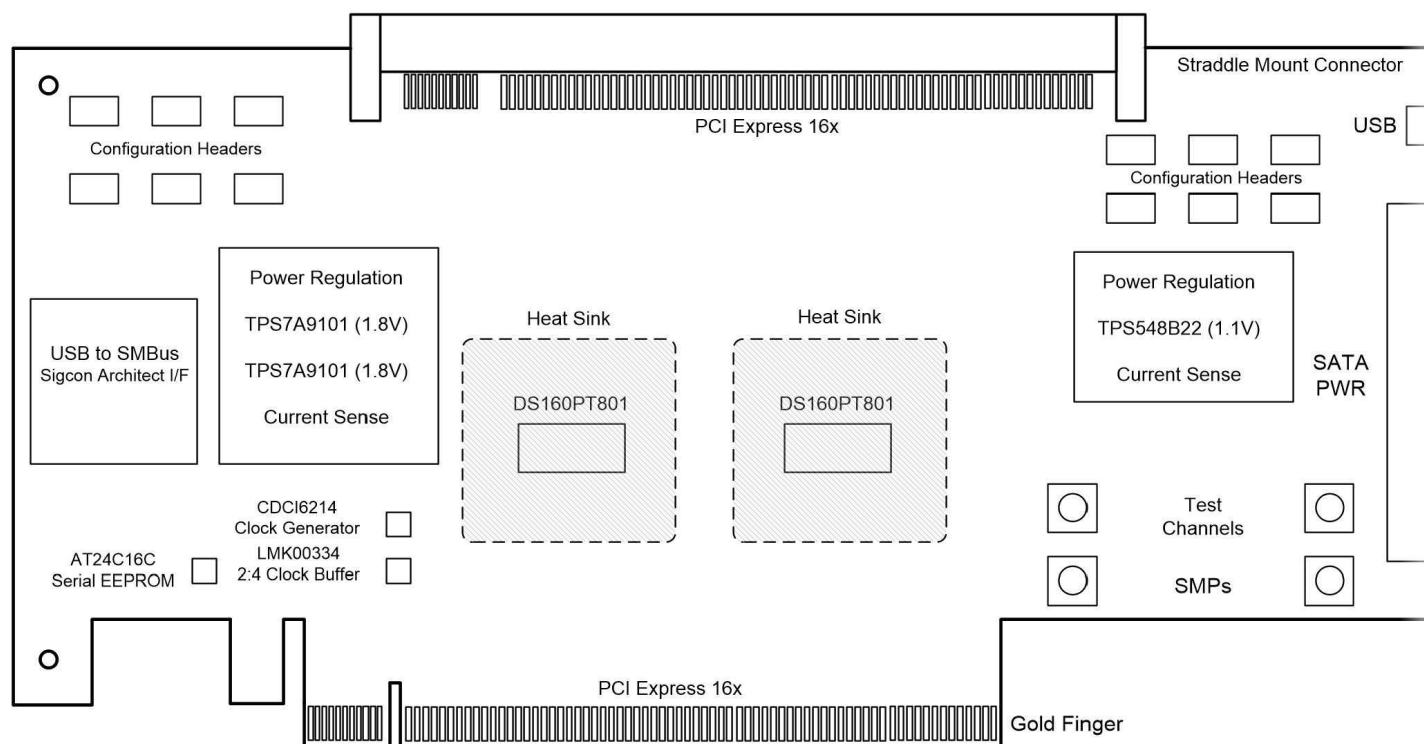 Straddle Mount Connector
PCI Express 16x
USB
Configuration Headers
Configuration Headers
Power Regulation
TPS7A9101 (1.8V)
TPS7A9101 (1.8V)
Current Sense
USB to SMBus
Sigcon Architect I/F
Heat Sink
DS160PT801
Heat Sink
DS160PT801
Power Regulation
TPS548B22 (1.1V)
Current Sense
SATA
PWR
CDCI6214
Clock Generator
LMK00334
2:4 Clock Buffer
AT24C16C
Serial EEPROM
Test
Channels
SMPs
PCI Express 16x
Gold Finger